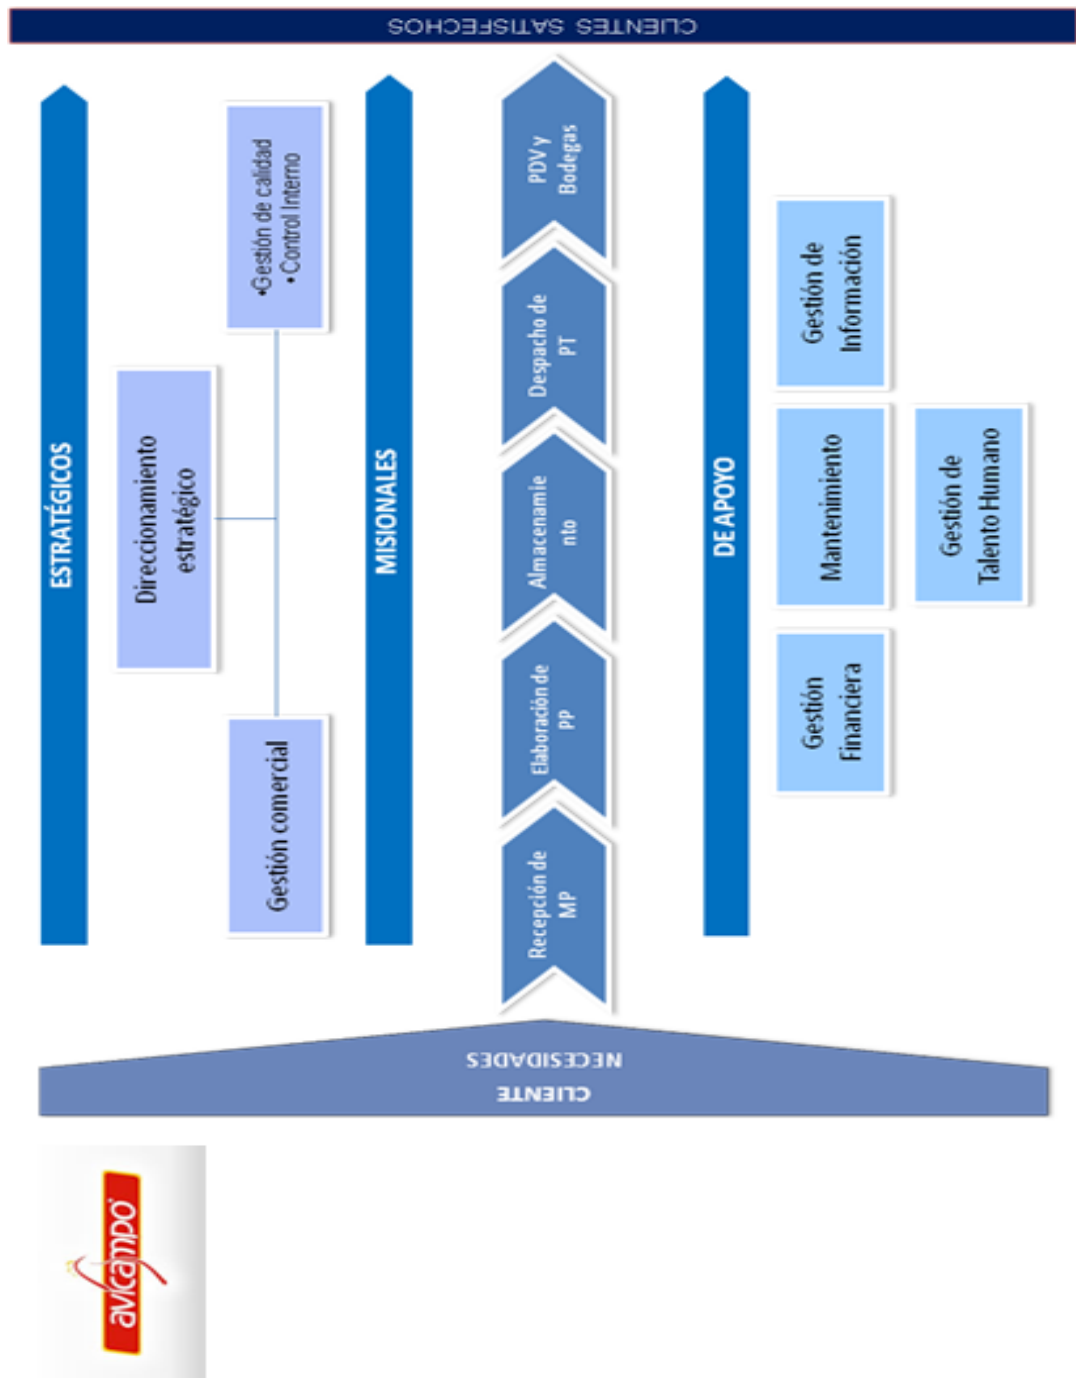 avicampo
CLIENTE
NECESIDADES
ESTRATÉGICOS
Direccionamiento
estratégico
Gestión comercial
•Gestión de calidad
• Control Interno
MISIONALES
Recepción de
MP
Elaboración de
PP
Almacenamie
nto
Despacho de
PT
PDV y
Bodegas
DE APOYO
Gestión
Financiera
Mantenimiento
Gestión de
Información
Gestión de
Talento Humano
CLIENTES SATISFECHOS